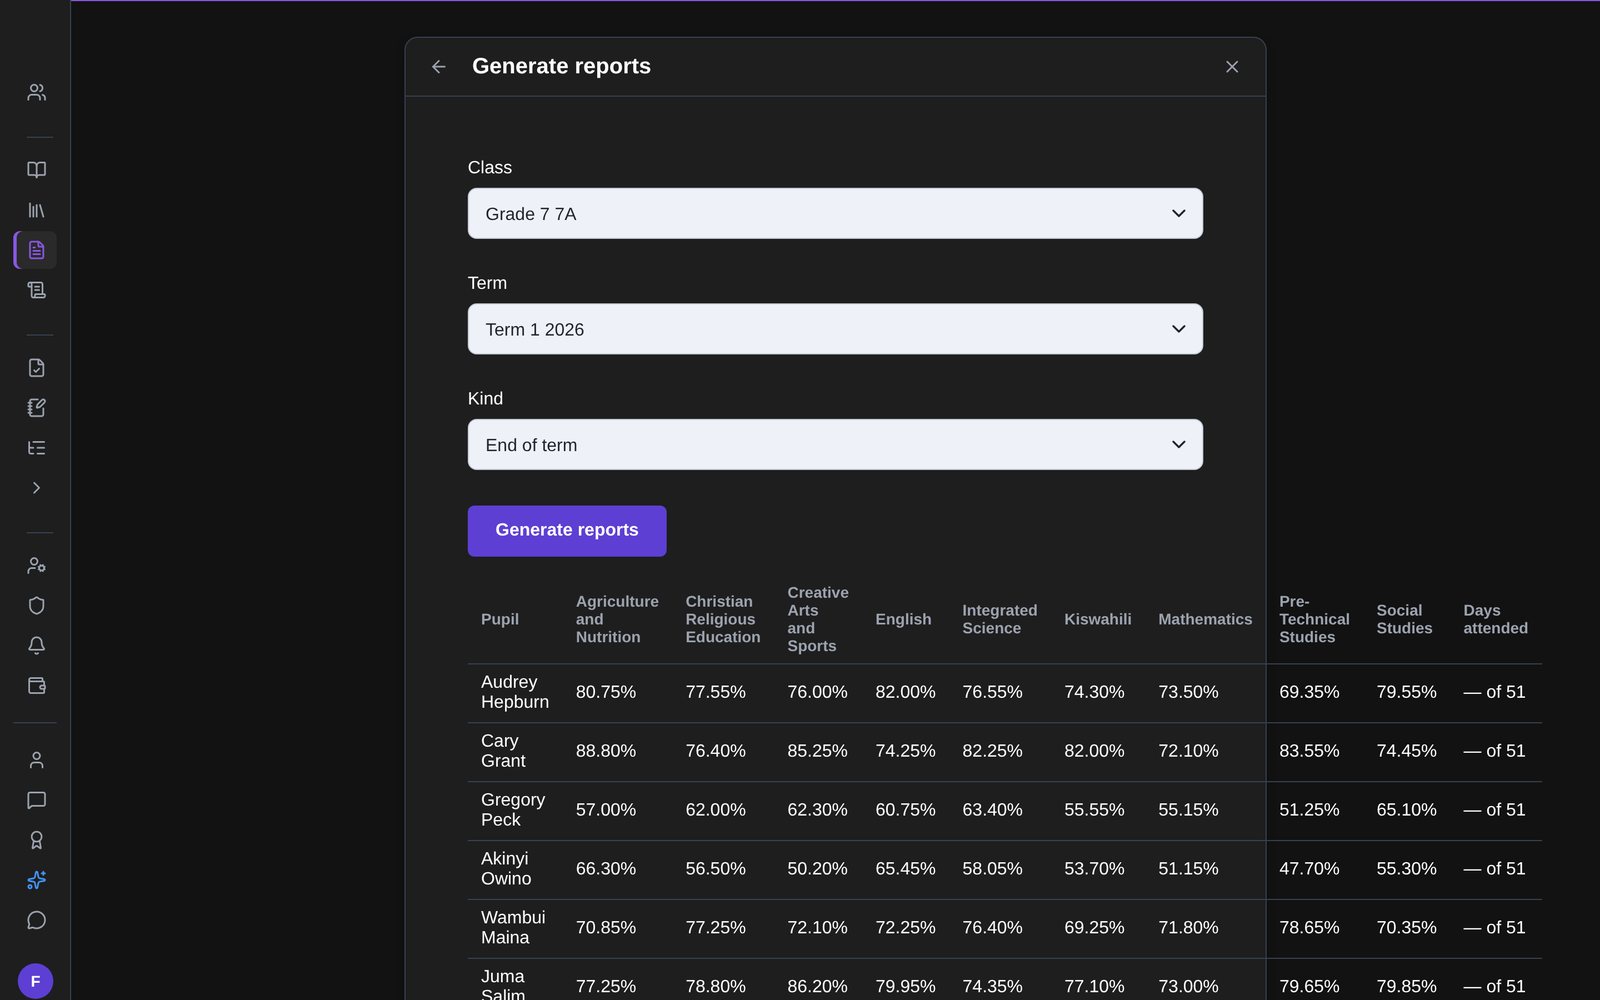 Generate reports
Class
Grade 7 7A
Term
Term 1 2026
Kind
End of term
Generate reports
Pupil Agriculture and Nutrition Christian Religious Education Creative Arts and Sports English Integrated Science Kiswahili Mathematics Pre-Technical Studies Social Studies Days attended
Audrey Hepburn 80.75% 77.55% 76.00% 82.00% 76.55% 74.30% 73.50% 69.35% 79.55% — of 51
Cary Grant 88.80% 76.40% 85.25% 74.25% 82.25% 82.00% 72.10% 83.55% 74.45% — of 51
Gregory Peck 57.00% 62.00% 62.30% 60.75% 63.40% 55.55% 55.15% 51.25% 65.10% — of 51
Akinyi Owino 66.30% 56.50% 50.20% 65.45% 58.05% 53.70% 51.15% 47.70% 55.30% — of 51
Wambui Maina 70.85% 77.25% 72.10% 72.25% 76.40% 69.25% 71.80% 78.65% 70.35% — of 51
Juma Salim 77.25% 78.80% 86.20% 79.95% 74.35% 77.10% 73.00% 79.65% 79.85% — of 51
F